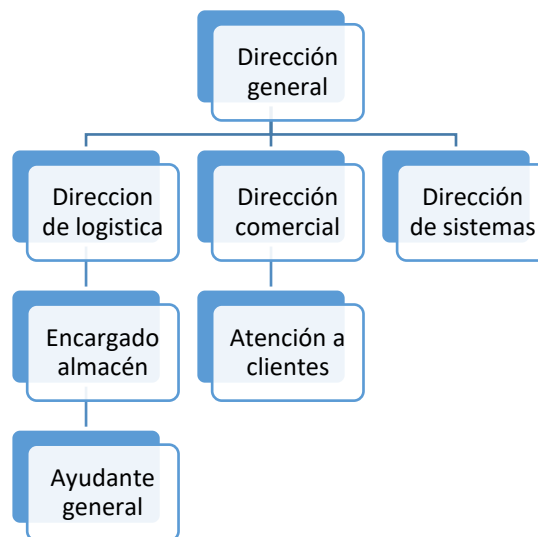 Dirección
general
Direccion
de logistica
Dirección
comercial
Dirección
de sistemas
Encargado
almacén
Atención a
clientes
Ayudante
general